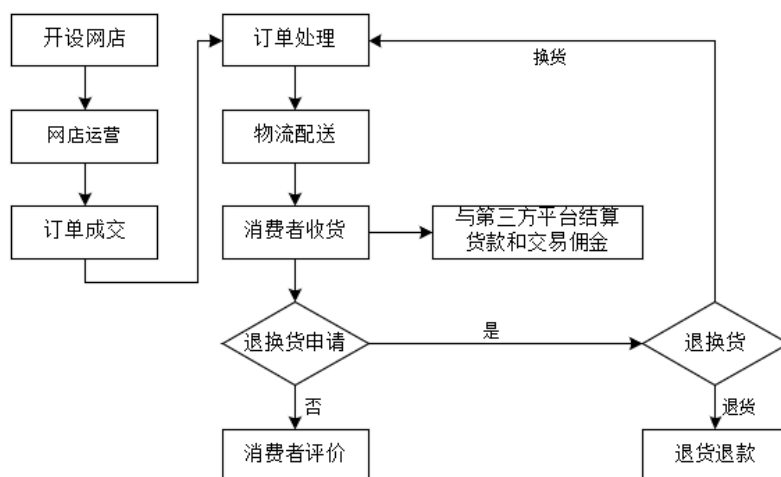 开设网店
网店运营
订单成交
订单处理
换货
物流配送
消费者收货
与第三方平台结算
货款和交易佣金
退换货申请
是
退换货
否
退货
消费者评价
退货退款